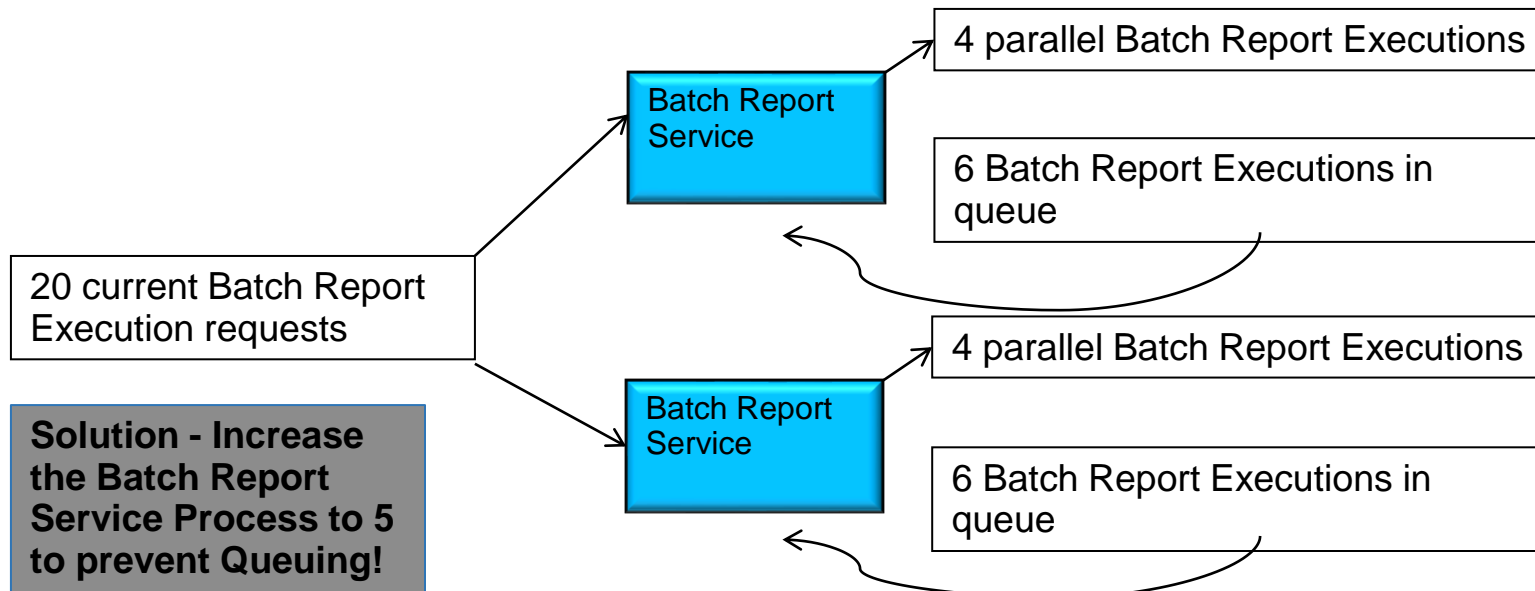 4 parallel Batch Report Executions
Batch Report
Service
6 Batch Report Executions in
queue
20 current Batch Report
Execution requests
4 parallel Batch Report Executions
Batch Report
Service
6 Batch Report Executions in
queue
Solution - Increase
the Batch Report
Service Process to 5
to prevent Queuing!